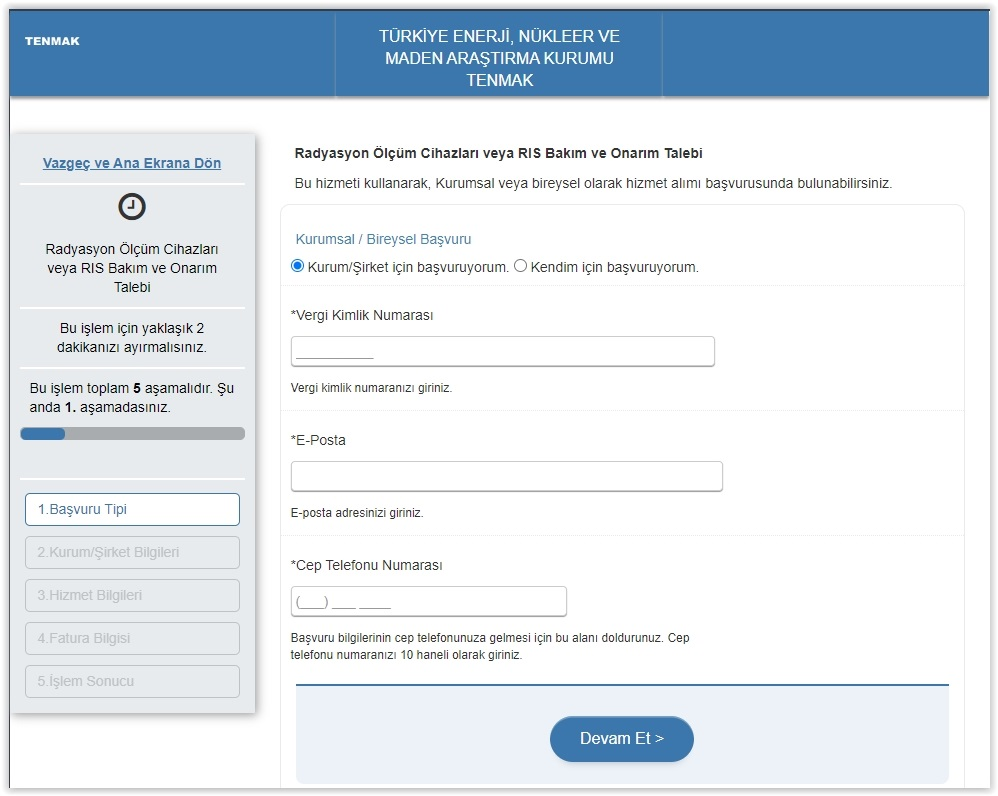 TENMAK
TÜRKİYE ENERJİ, NÜKLEER VE
MADEN ARAŞTIRMA KURUMU
TENMAK
Vazgeç ve Ana Ekrana Dön
Radyasyon Ölçüm Cihazları
veya RIS Bakım ve Onarım
Talebi
Bu işlem için yaklaşık 2
dakikanızı ayırmalısınız.
Bu işlem toplam 5 aşamalıdır. Şu
anda 1. aşamadasınız.
1.Başvuru Tipi
2.Kurum/Şirket Bilgileri
3.Hizmet Bilgileri
4.Fatura Bilgisi
5.İşlem Sonucu
Radyasyon Ölçüm Cihazları veya RIS Bakım ve Onarım Talebi
Bu hizmeti kullanarak, Kurumsal veya bireysel olarak hizmet alımı başvurusunda bulunabilirsiniz.
Kurumsal / Bireysel Başvuru
Kurum/Şirket için başvuruyorum. Kendim için başvuruyorum.
*Vergi Kimlik Numarası
__________
Vergi kimlik numaranızı giriniz.
*E-Posta
E-posta adresinizi giriniz.
*Cep Telefonu Numarası
(___) ___ ____
Başvuru bilgilerinin cep telefonunuza gelmesi için bu alanı doldurunuz. Cep
telefonu numaranızı 10 haneli olarak giriniz.
Devam Et >